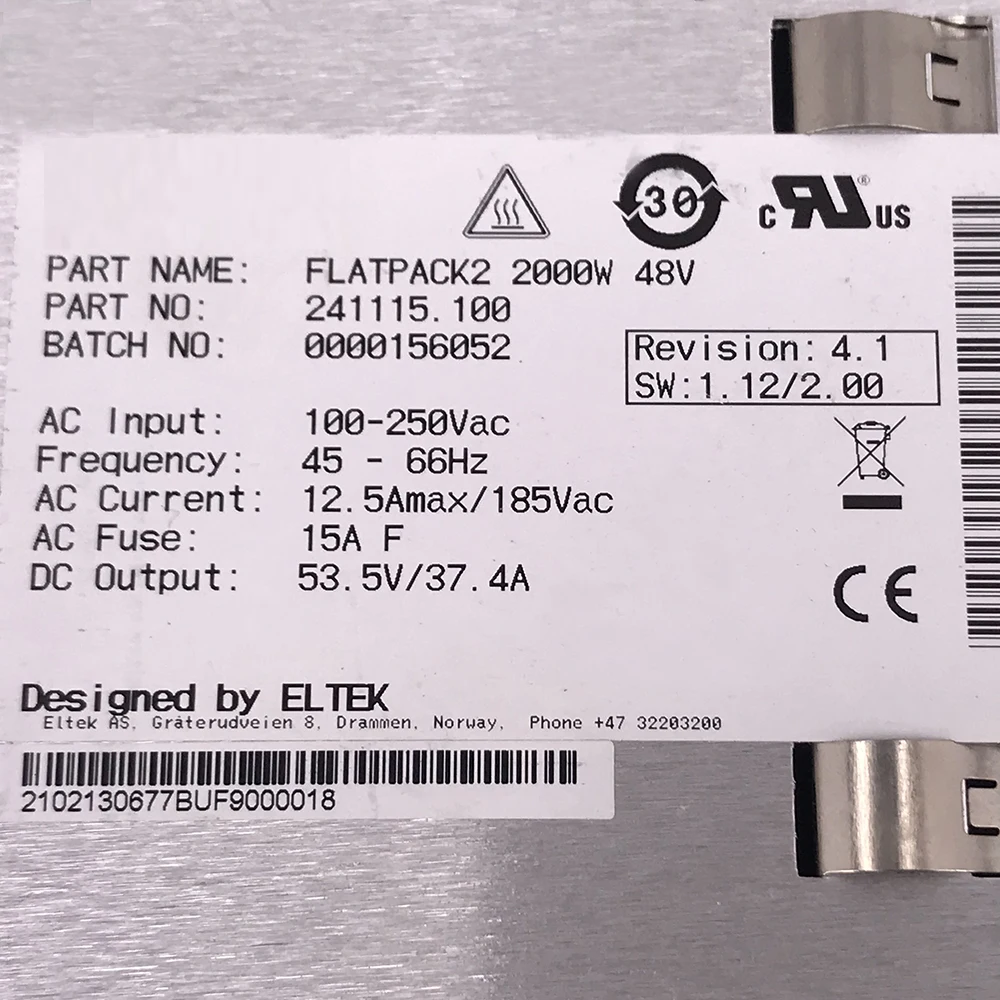 30
c RU ® US
PART NAME: FLATPACK2 2000W 48V
PART NO: 241115.100
BATCH NO: 0000156052
Revision: 4.1
SW:1.12/2.00
AC Input: 100-250Vac
Frequency: 45 - 66Hz
AC Current: 12.5Amax/185Vac
AC Fuse: 15A F
DC Output: 53.5V/37.4A
CE
Designed by ELTEK
Eltek AS, Gråterudveien 8, Drammen, Norway, Phone +47 32203200
2102130677BUF9000018